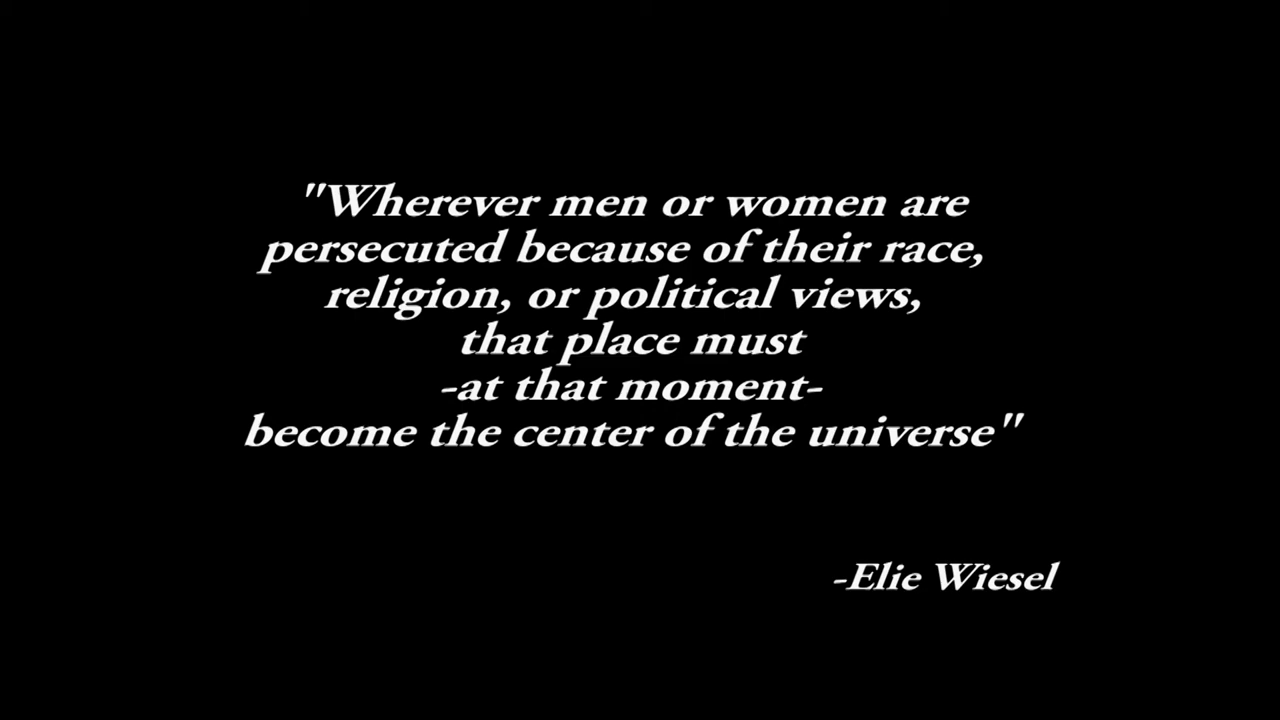 "Wherever men or women are
persecuted because of their race,
religion, or political views,
that place must
-at that moment-
become the center of the universe"
-Elie Wiesel